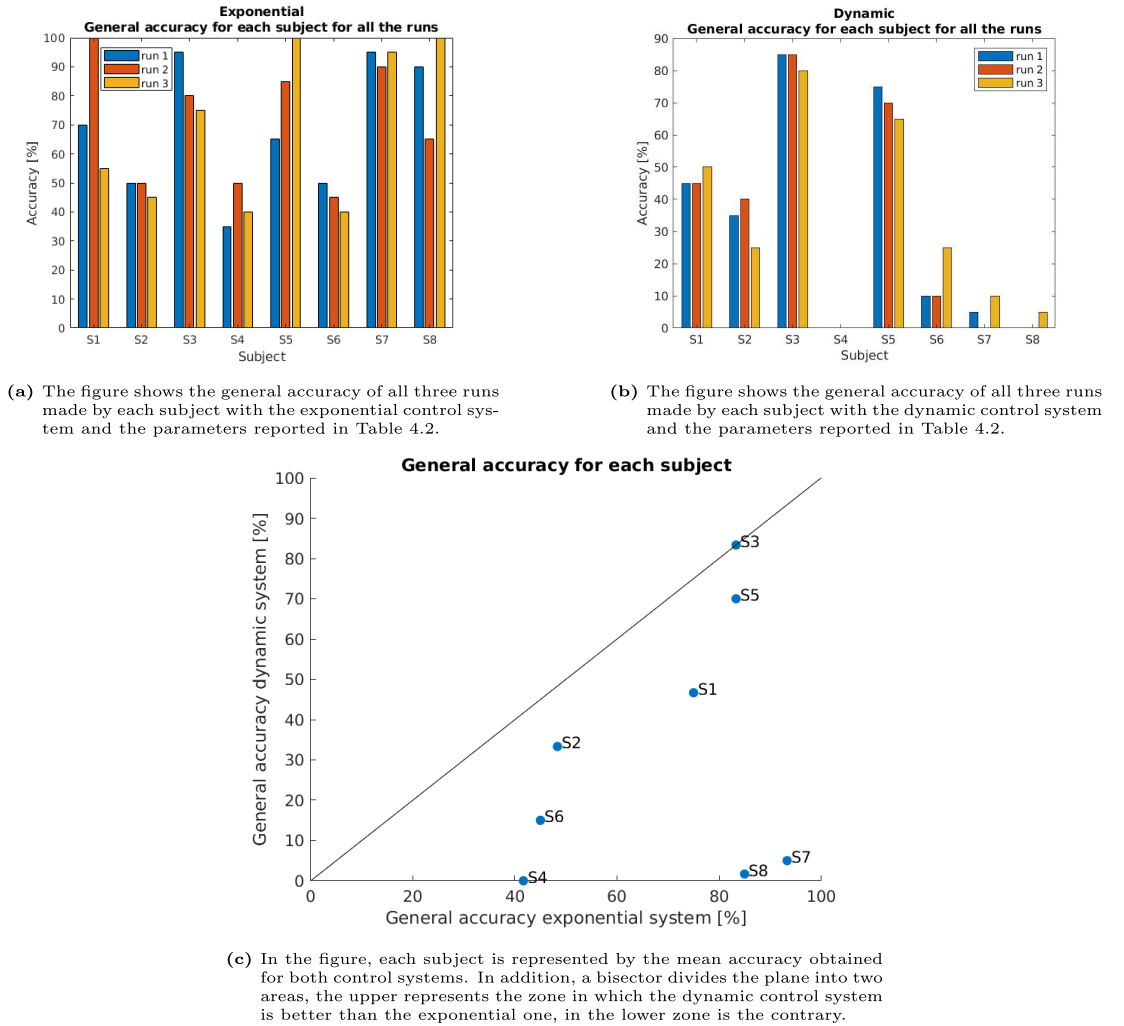 Exponential
General accuracy for each subject for all the runs
100
90
80
70
60
50
40
30
20
10
0
Accuracy [%]
run 1
run 2
run 3
S1 S2 S3 S4 S5 S6 S7 S8
Subject
(a) The figure shows the general accuracy of all three runs
made by each subject with the exponential control sys-
tem and the parameters reported in Table 4.2.
Dynamic
General accuracy for each subject for all the runs
90
80
70
60
50
40
30
20
10
0
Accuracy [%]
run 1
run 2
run 3
S1 S2 S3 S4 S5 S6 S7 S8
Subject
(b) The figure shows the general accuracy of all three runs
made by each subject with the dynamic control system
and the parameters reported in Table 4.2.
General accuracy for each subject
100
90
80
70
60
50
40
30
20
10
0
General accuracy dynamic system [%]
S3
S5
S1
S2
S6
S7
S8
S4
0 20 40 60 80 100
General accuracy exponential system [%]
(c) In the figure, each subject is represented by the mean accuracy obtained
for both control systems. In addition, a bisector divides the plane into two
areas, the upper represents the zone in which the dynamic control system
is better than the exponential one, in the lower zone is the contrary.